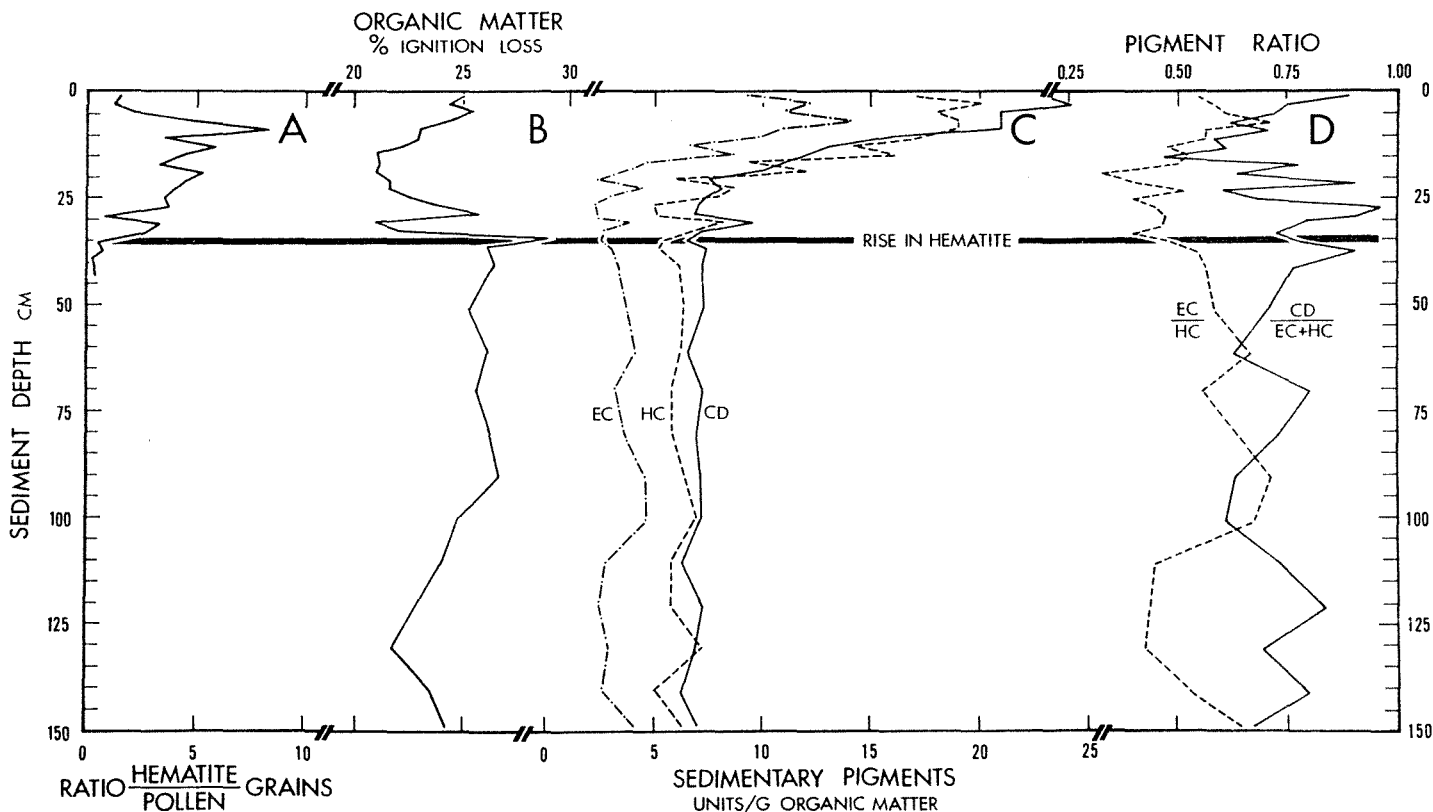 ORGANIC MATTER
% IGNITION LOSS
PIGMENT RATIO
20 25 30 0.25 0.50 0.75 1.00
0 0
A B C D
25 25
RISE IN HEMATITE
50 50
EC CD
HC EC+HC
EC HC CD
75 75
SEDIMENT DEPTH CM
100 100
125 125
150 150
0 5 10 0 5 10 15 20 25
RATIO HEMATITE GRAINS
POLLEN
SEDIMENTARY PIGMENTS
UNITS/G ORGANIC MATTER